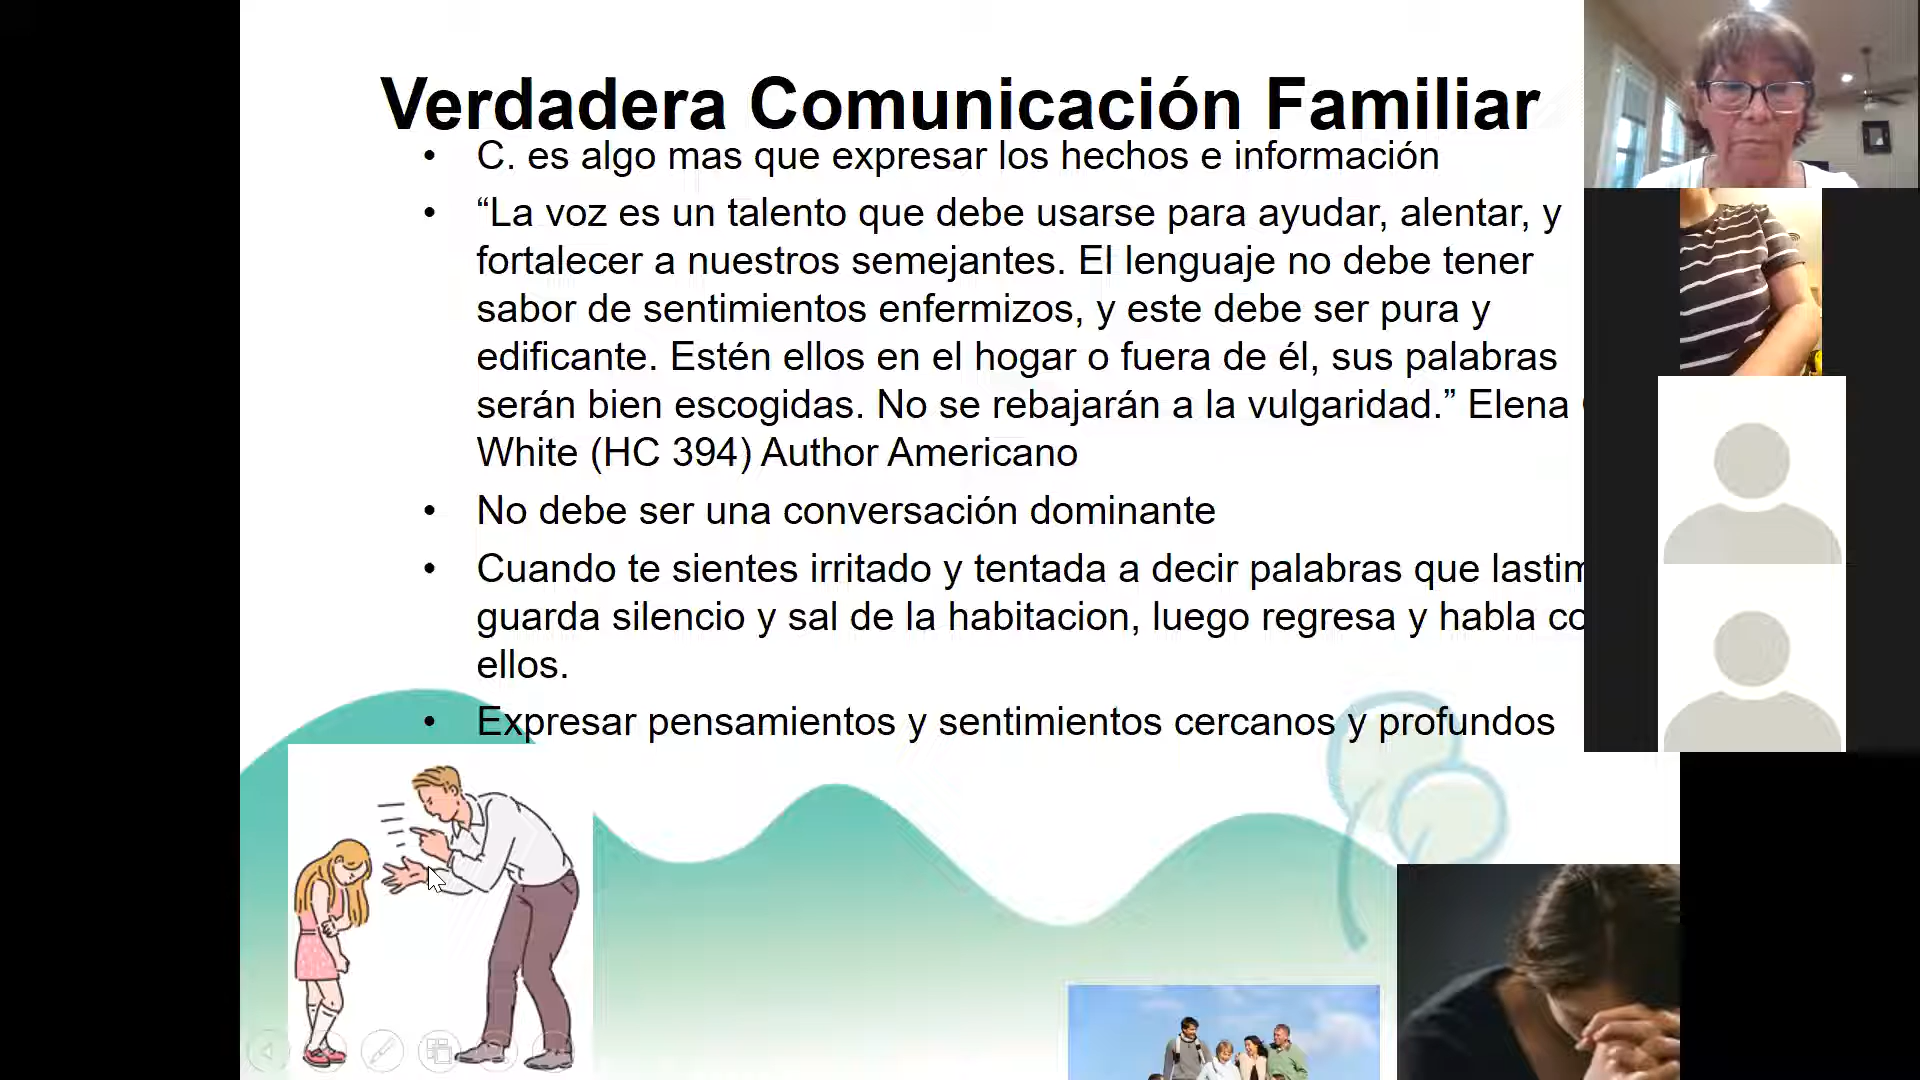 Verdadera Comunicación Familiar
• C. es algo mas que expresar los hechos e información
• “La voz es un talento que debe usarse para ayudar, alentar, y
fortalecer a nuestros semejantes. El lenguaje no debe tener
sabor de sentimientos enfermizos, y este debe ser pura y
edificante. Estén ellos en el hogar o fuera de él, sus palabras
serán bien escogidas. No se rebajarán a la vulgaridad.” Elena
White (HC 394) Author Americano
• No debe ser una conversación dominante
• Cuando te sientes irritado y tentada a decir palabras que
guarda silencio y sal de la habitacion, luego regresa y habla
ellos.
• Expresar pensamientos y sentimientos cercanos y profundos